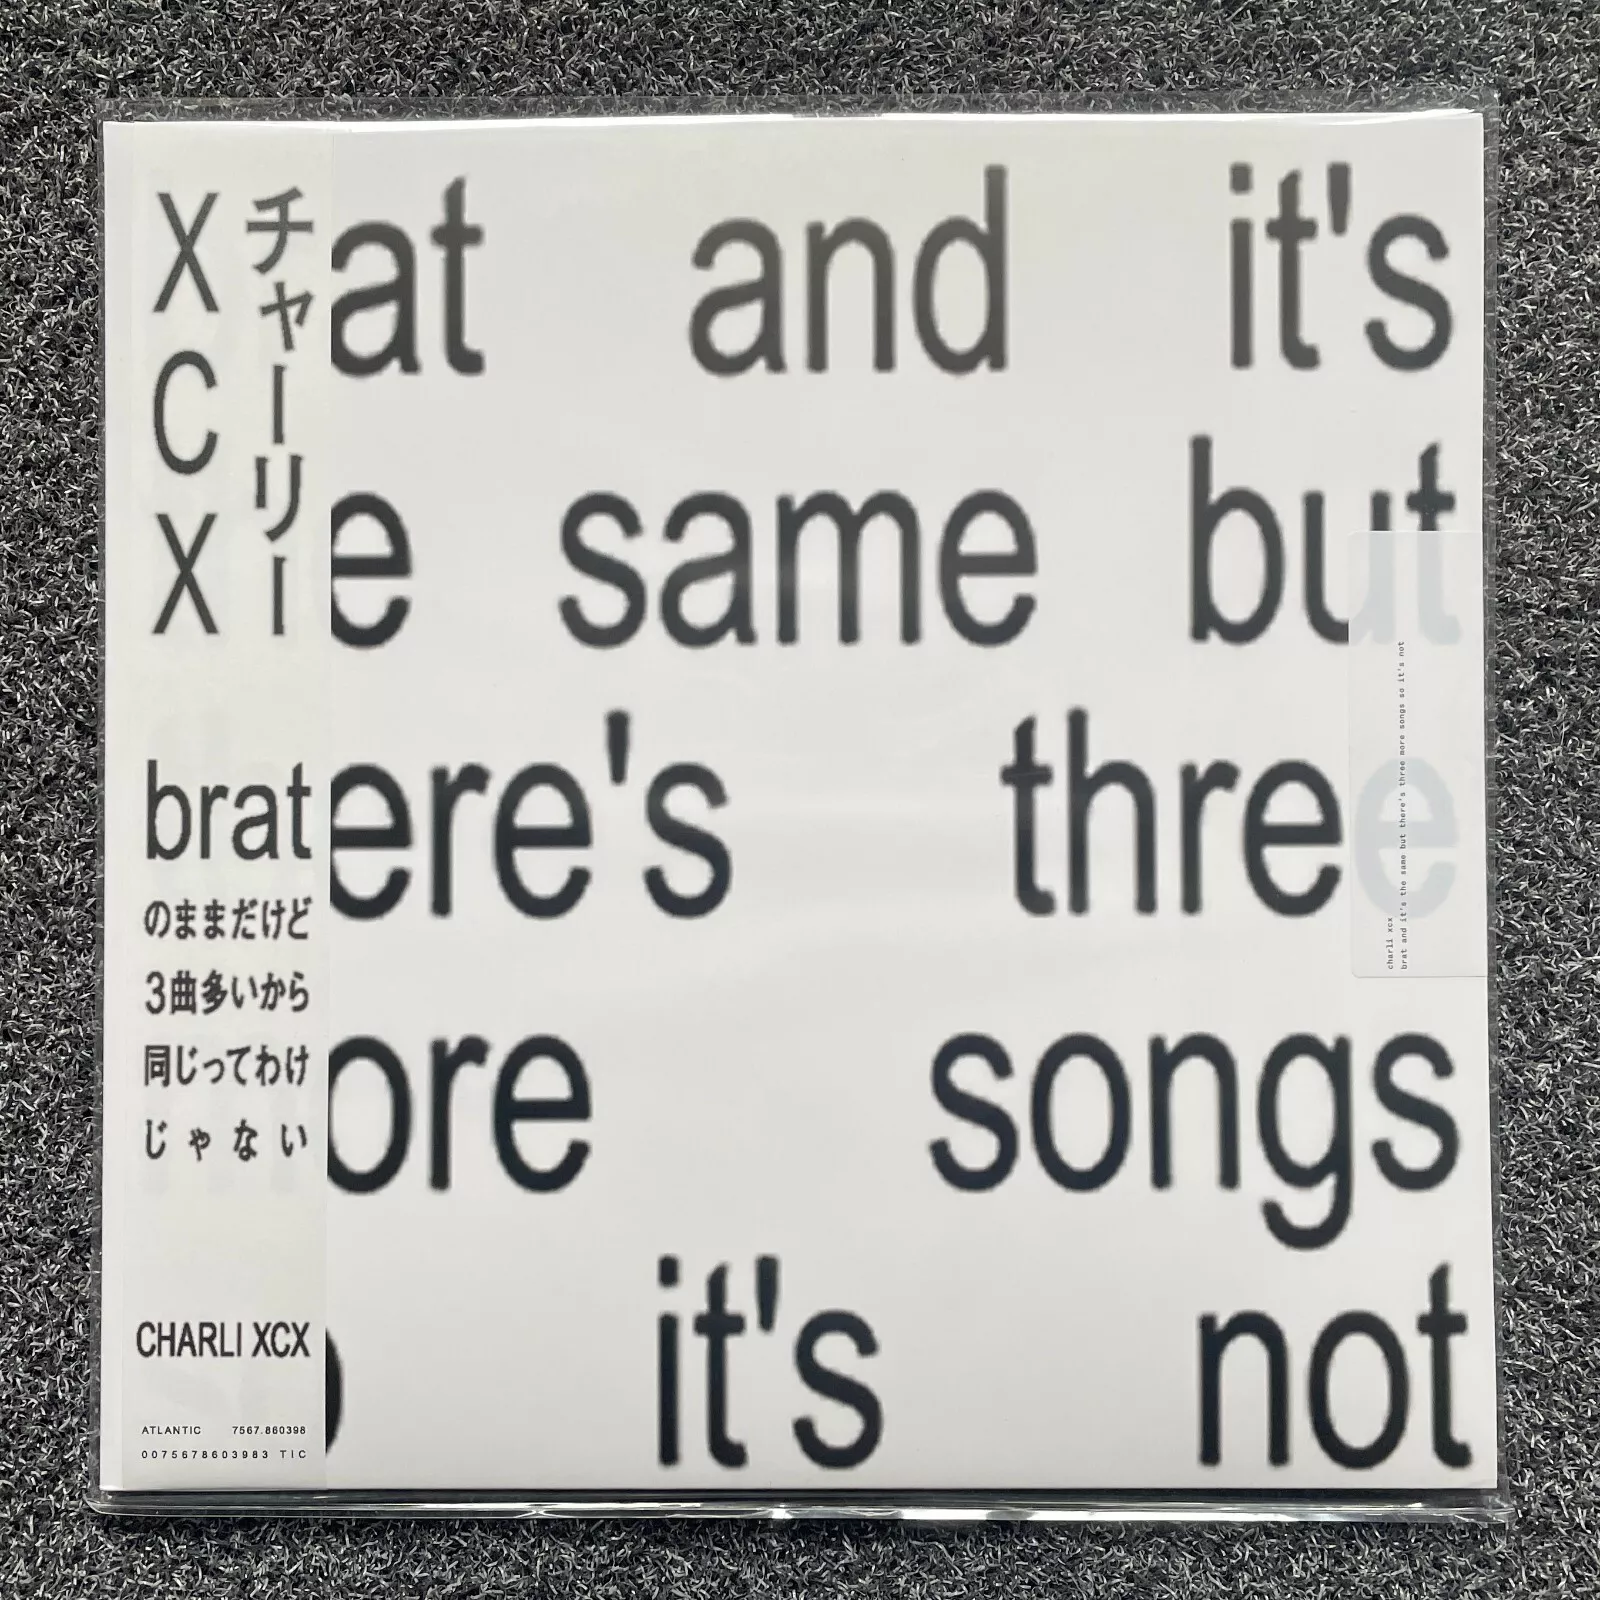 チャーリー
XCX
brat
のままだけど
3曲多いから
同じってわけ
じゃない
CHARLI XCX
ATLANTIC 7567.860398
0075678603983 TIC
at and it's
e same but
ere's three
ore songs
it's not
charli xcx
brat and it's the same but there's three more songs so it's not